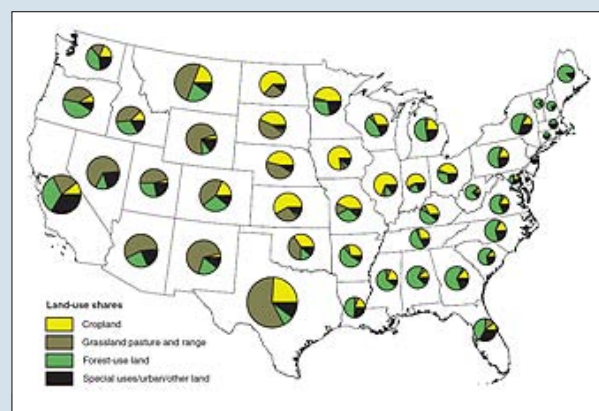 Land-use shares
Cropland
Grassland pasture and range
Forest-use land
Special uses/urban/other land